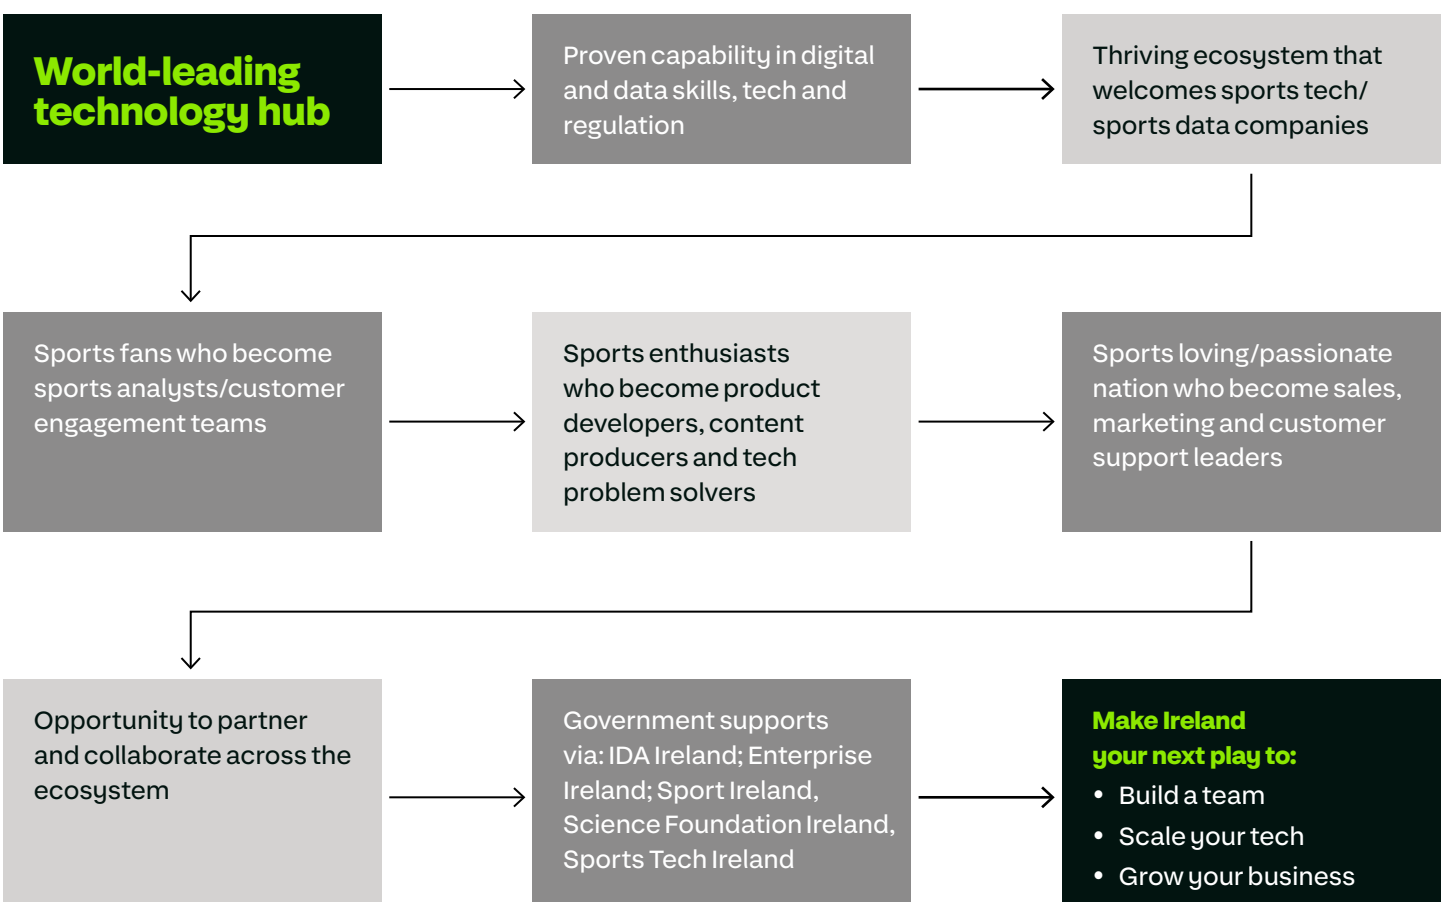 World-leading
technology hub
Proven capability in digital
and data skills, tech and
regulation
Thriving ecosystem that
welcomes sports tech/
sports data companies
Sports fans who become
sports analysts/customer
engagement teams
Sports enthusiasts
who become product
developers, content
producers and tech
problem solvers
Sports loving/passionate
nation who become sales,
marketing and customer
support leaders
Opportunity to partner
and collaborate across the
ecosystem
Government supports
via: IDA Ireland; Enterprise
Ireland; Sport Ireland,
Science Foundation Ireland,
Sports Tech Ireland
Make Ireland
your next play to:
• Build a team
• Scale your tech
• Grow your business